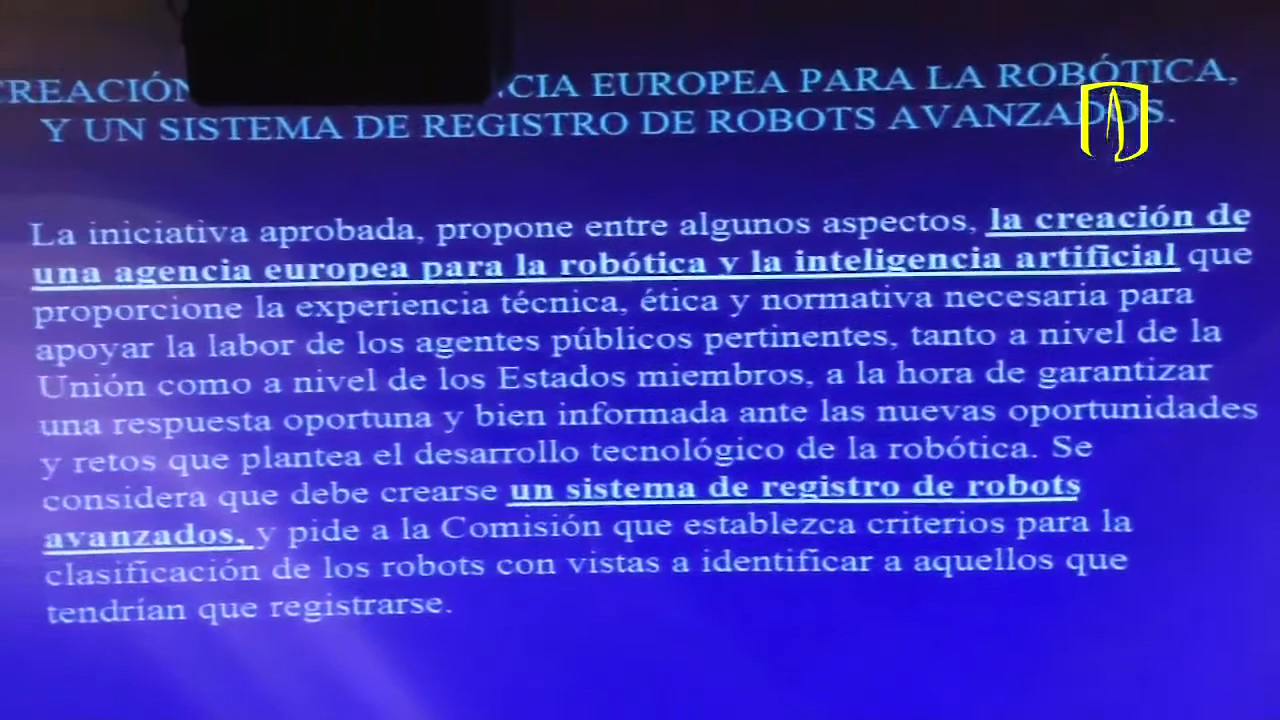 CREACIÓN CIA EUROPEA PARA LA ROBÓTICA,
Y UN SISTEMA DE REGISTRO DE ROBOTS AVANZADOS.
La iniciativa aprobada, propone entre algunos aspectos, la creación de
una agencia europea para la robótica y la inteligencia artificial que
proporcione la experiencia técnica, ética y normativa necesaria para
apoyar la labor de los agentes públicos pertinentes, tanto a nivel de la
Unión como a nivel de los Estados miembros, a la hora de garantizar
una respuesta oportuna y bien informada ante las nuevas oportunidades
y retos que plantea el desarrollo tecnológico de la robótica. Se
considera que debe crearse un sistema de registro de robots
avanzados, y pide a la Comisión que establezca criterios para la
clasificación de los robots con vistas a identificar a aquellos que
tendrían que registrarse.